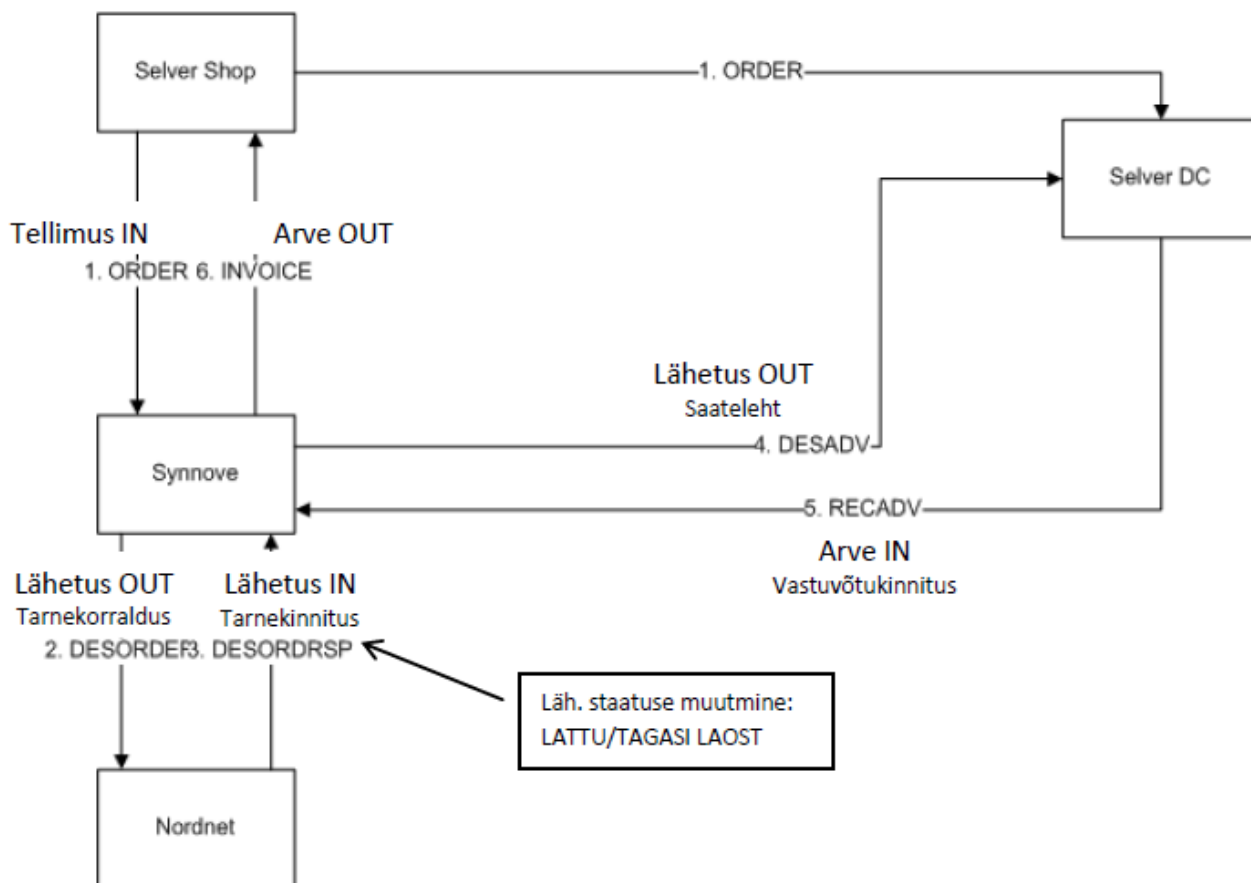 Selver Shop
1. ORDER
Selver DC
Tellimus IN
Arve OUT
1. ORDER
6. INVOICE
Lähetus OUT
Saateleht
4. DESADV
Synnove
5. RECADV
Arve IN
Vastuvõtukinnitus
Lähetus OUT
Tarnekorraldus
Lähetus IN
Tarnekinnitus
2. DESORDER
3. DESORDRSP
Läh. staatuse muutmine:
LATTU/TAGASI LAOST
Nordnet